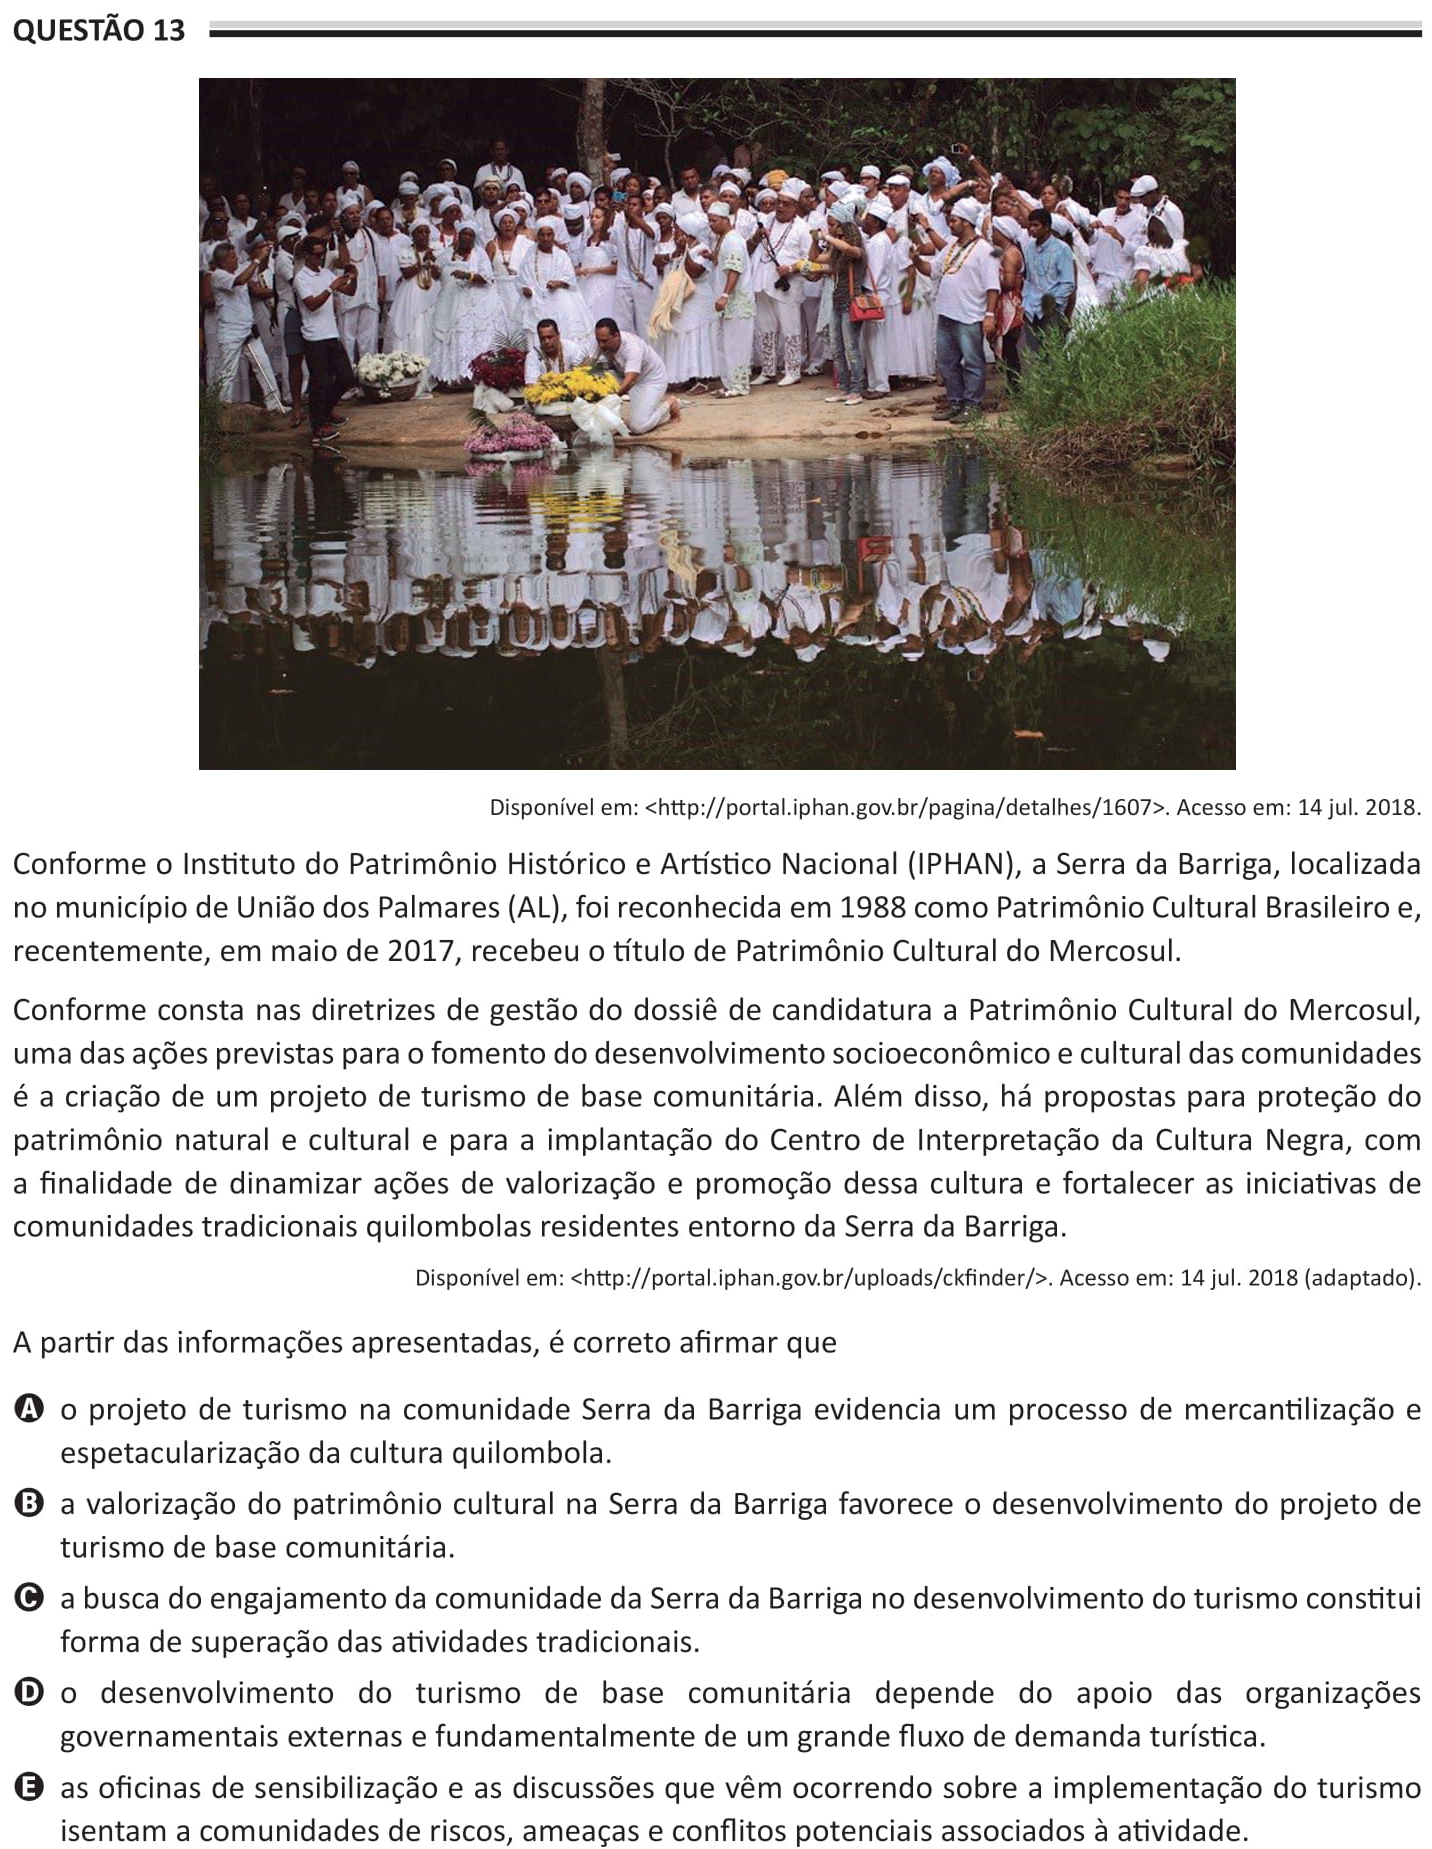 QUESTÃO 13
Disponível em: <http://portal.iphan.gov.br/pagina/detalhes/1607>. Acesso em: 14 jul. 2018.
Conforme o Instituto do Patrimônio Histórico e Artístico Nacional (IPHAN), a Serra da Barriga, localizada
no município de União dos Palmares (AL), foi reconhecida em 1988 como Patrimônio Cultural Brasileiro e,
recentemente, em maio de 2017, recebeu o título de Patrimônio Cultural do Mercosul.
Conforme consta nas diretrizes de gestão do dossiê de candidatura a Patrimônio Cultural do Mercosul,
uma das ações previstas para o fomento do desenvolvimento socioeconômico e cultural das comunidades
é a criação de um projeto de turismo de base comunitária. Além disso, há propostas para proteção do
patrimônio natural e cultural e para a implantação do Centro de Interpretação da Cultura Negra, com
a finalidade de dinamizar ações de valorização e promoção dessa cultura e fortalecer as iniciativas de
comunidades tradicionais quilombolas residentes entorno da Serra da Barriga.
Disponível em: <http://portal.iphan.gov.br/uploads/ckfinder/>. Acesso em: 14 jul. 2018 (adaptado).
A partir das informações apresentadas, é correto afirmar que
A o projeto de turismo na comunidade Serra da Barriga evidencia um processo de mercantilização e
espetacularização da cultura quilombola.
B a valorização do patrimônio cultural na Serra da Barriga favorece o desenvolvimento do projeto de
turismo de base comunitária.
C a busca do engajamento da comunidade da Serra da Barriga no desenvolvimento do turismo constitui
forma de superação das atividades tradicionais.
D o desenvolvimento do turismo de base comunitária depende do apoio das organizações
governamentais externas e fundamentalmente de um grande fluxo de demanda turística.
E as oficinas de sensibilização e as discussões que vêm ocorrendo sobre a implementação do turismo
isentam a comunidades de riscos, ameaças e conflitos potenciais associados à atividade.